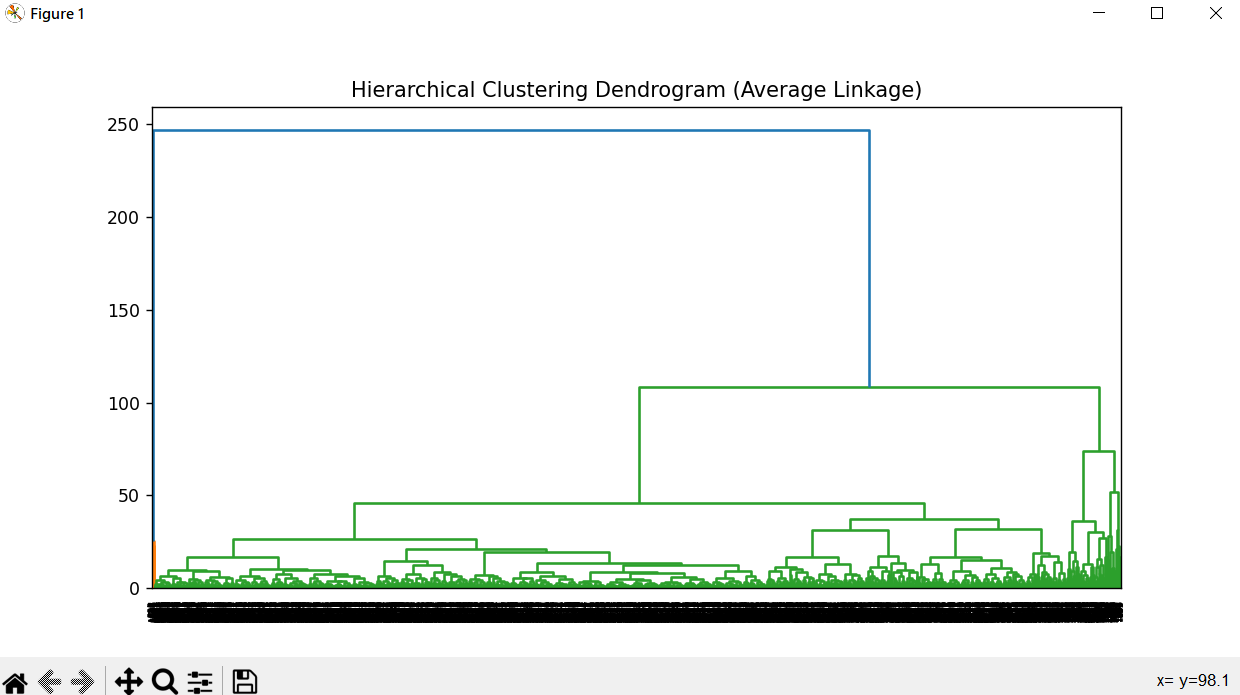 Figure 1
Hierarchical Clustering Dendrogram (Average Linkage)
250
200
150
100
50
0
x= y=98.1